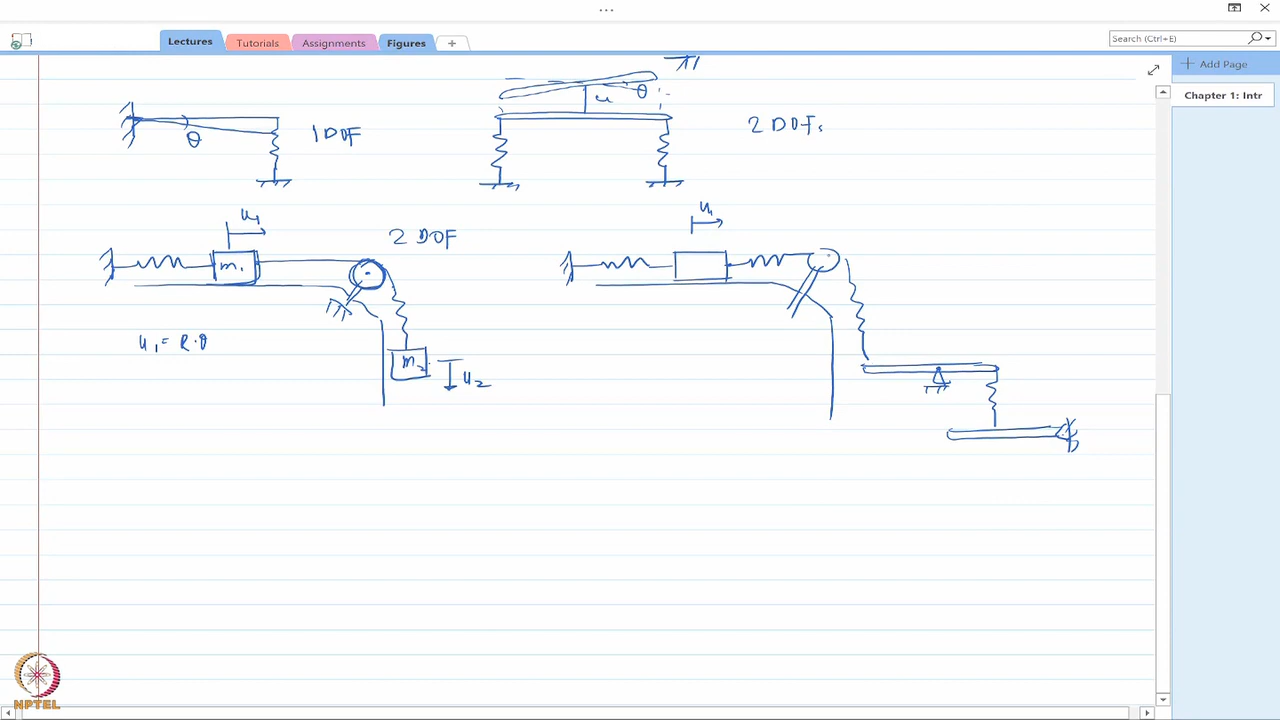 Lectures
Tutorials
Assignments
Figures
Search (Ctrl+E)
Add Page
Chapter 1: Intr
θ
1 DOF
u
θ
2 DOFs
u₁
m₁
2 DOF
u₁
u₁ = R·θ
m₂
u₂
NPTEL